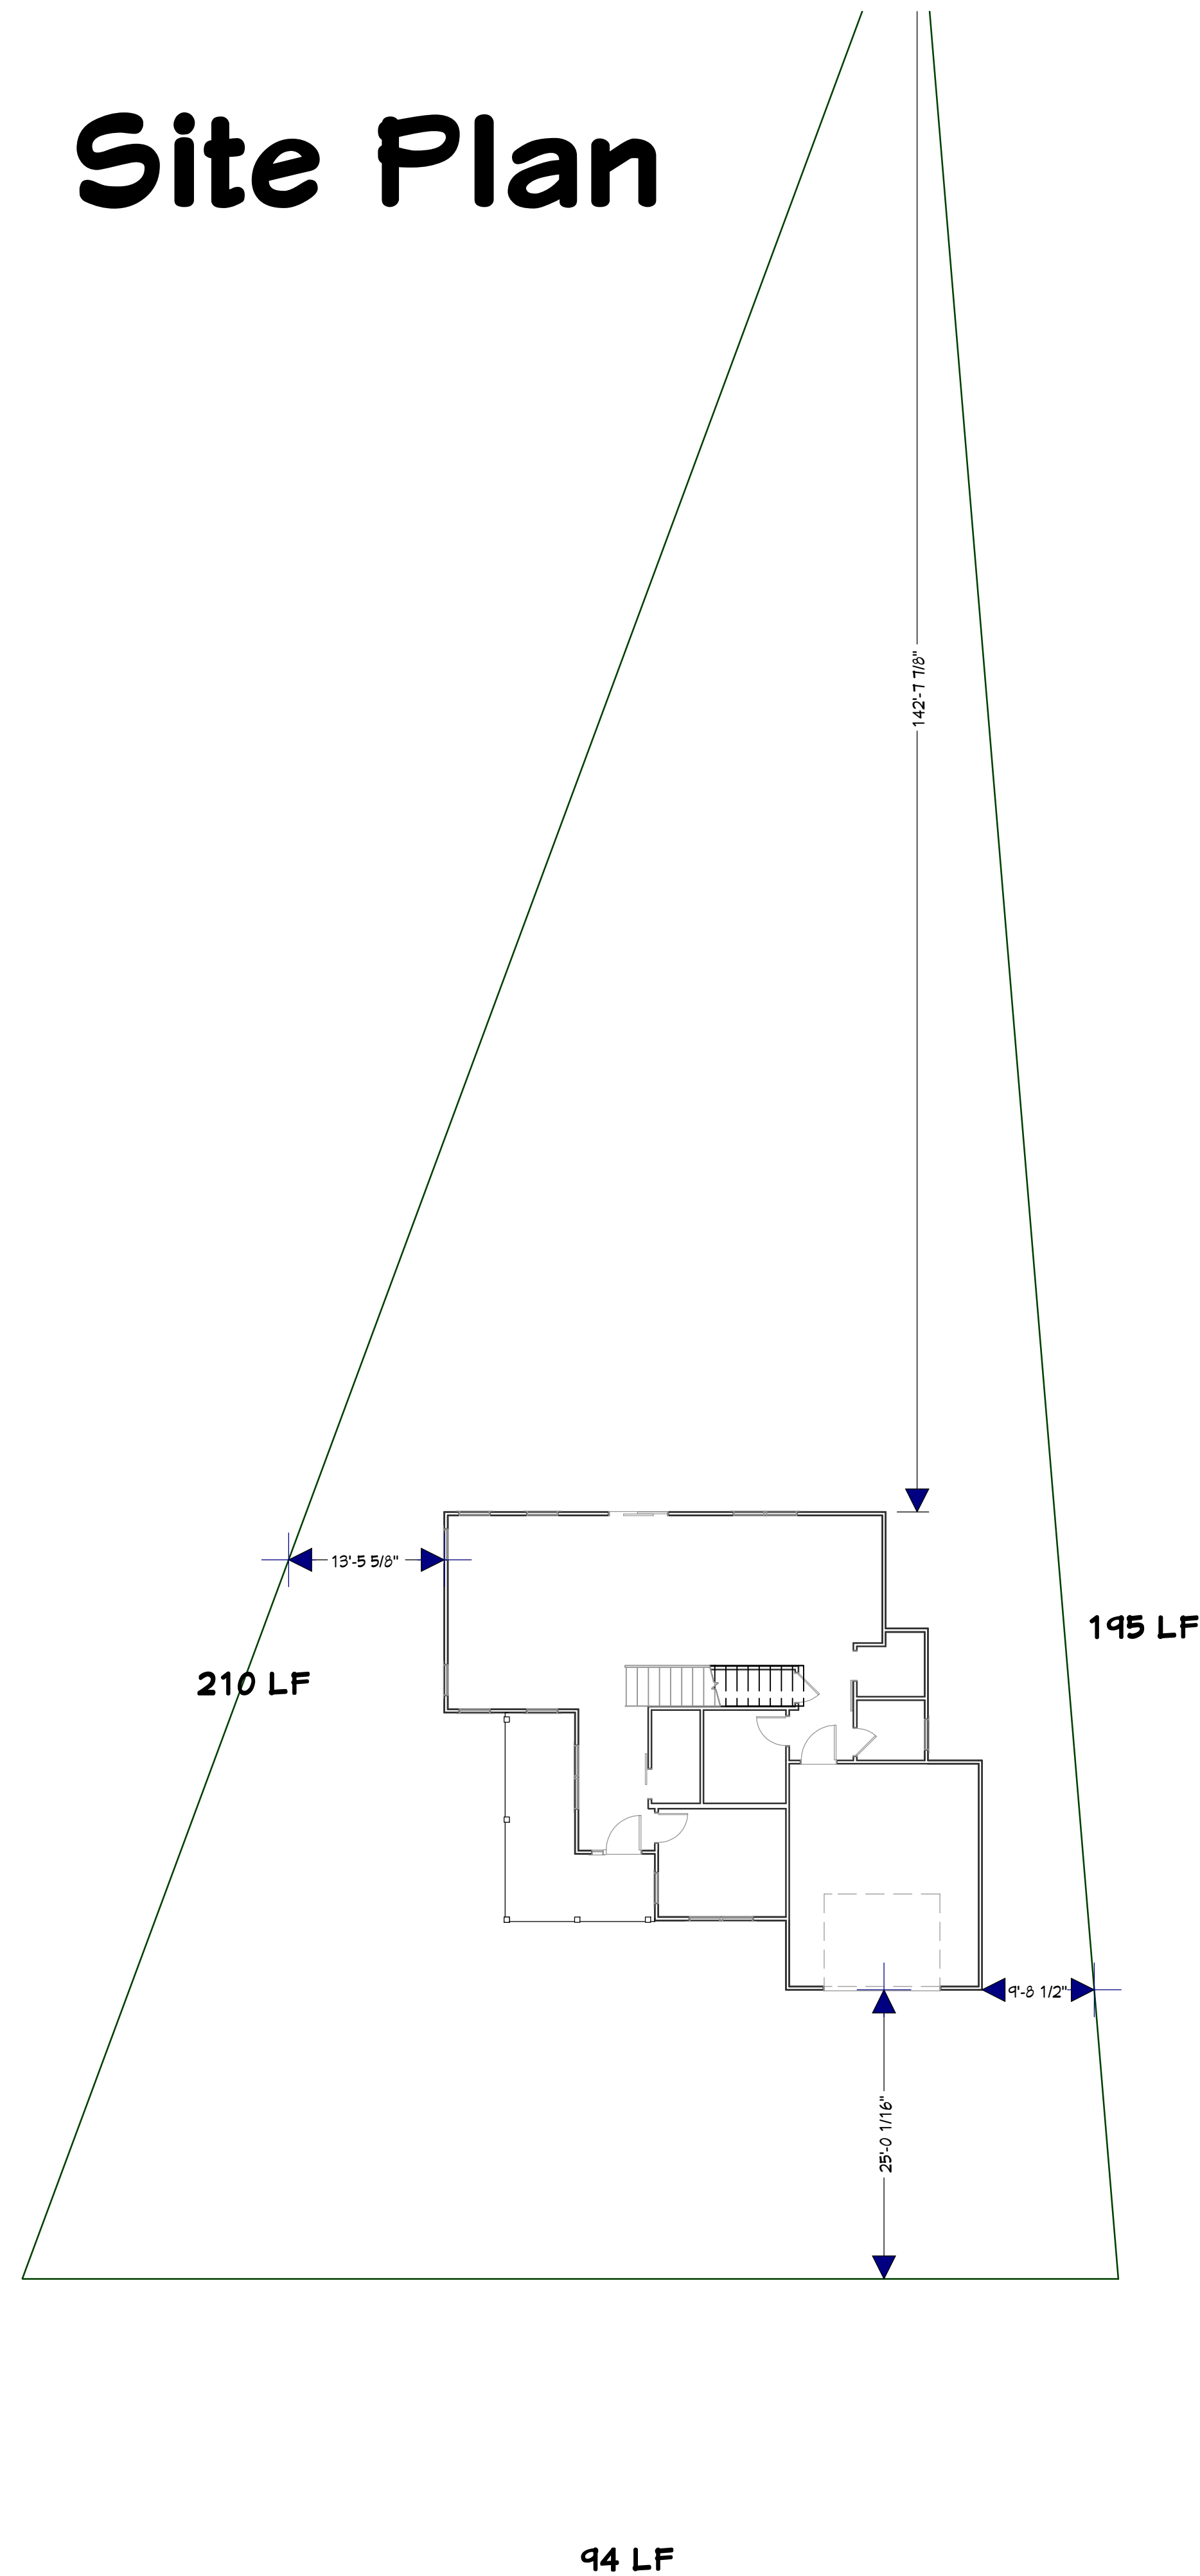 Site Plan
142'-7 7/8"
13'-5 5/8"
195 LF
210 LF
9'-8 1/2"
25'-0 1/16"
94 LF